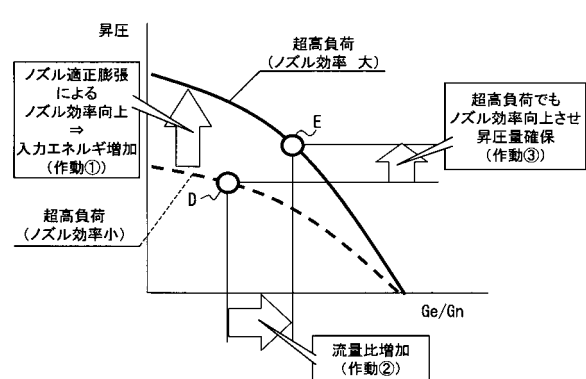 昇圧
超高負荷
(ノズル効率 大)
ノズル適正膨張
による
ノズル効率向上
⇒
入力エネルギ増加
(作動①)
E
超高負荷でも
ノズル効率向上させ
昇圧量確保
(作動③)
D
超高負荷
(ノズル効率小)
Ge/Gn
流量比増加
(作動②)